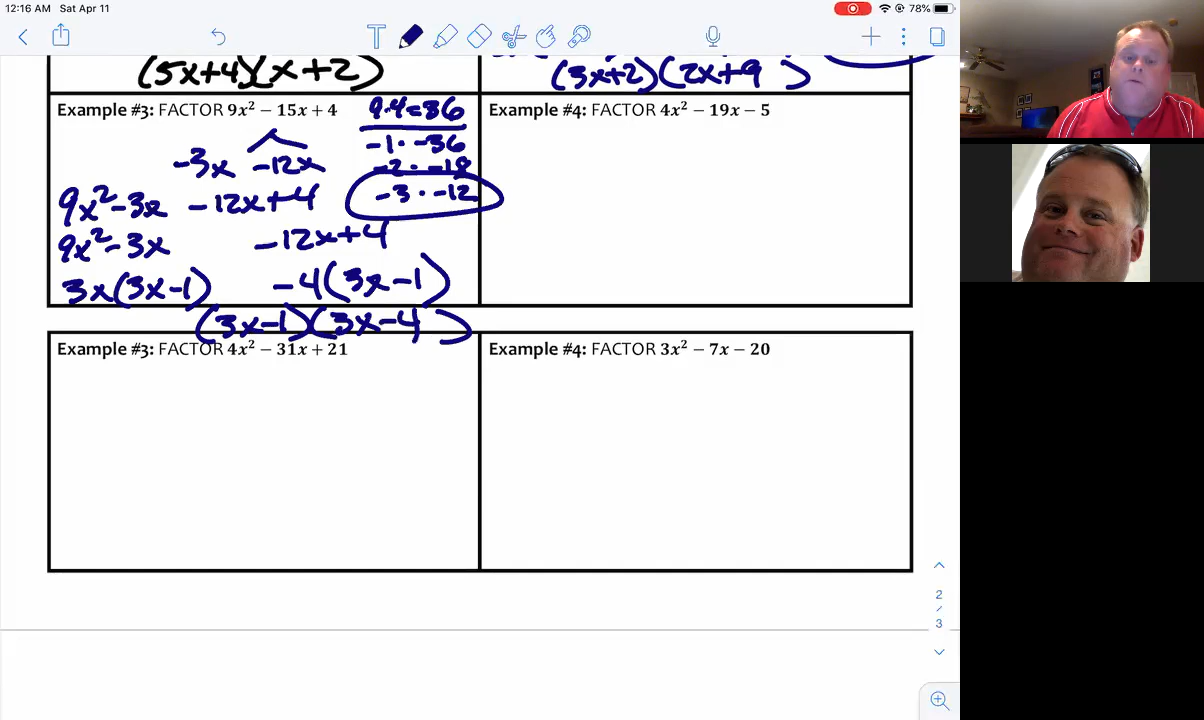 12:16 AM Sat Apr 11
78%
(5x+4)(x+2)
(3x+2)(2x+9)
Example #3: FACTOR 9x² − 15x + 4
9·4=36
-1·-36
-2·-18
-3·-12
-3x -12x
9x²-3x -12x+4
9x²-3x -12x+4
3x(3x-1) -4(3x-1)
(3x-1)(3x-4)
Example #4: FACTOR 4x² − 19x − 5
Example #3: FACTOR 4x² − 31x + 21
Example #4: FACTOR 3x² − 7x − 20
2
/
3